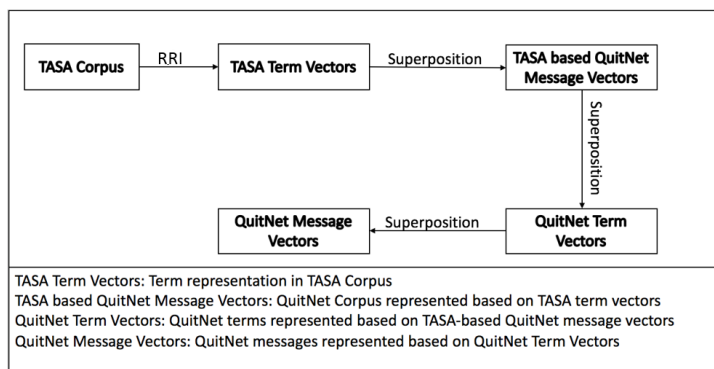 TASA Corpus
RRI
TASA Term Vectors
Superposition
TASA based QuitNet
Message Vectors
Superposition
QuitNet Term
Vectors
Superposition
QuitNet Message
Vectors
TASA Term Vectors: Term representation in TASA Corpus
TASA based QuitNet Message Vectors: QuitNet Corpus represented based on TASA term vectors
QuitNet Term Vectors: QuitNet terms represented based on TASA-based QuitNet message vectors
QuitNet Message Vectors: QuitNet messages represented based on QuitNet Term Vectors